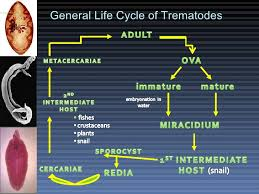 General Life Cycle of Trematodes
ADULT
METACERCARIAE
OVA
immature
mature
embryonation in
water
2ND
INTERMEDIATE
HOST
• fishes
• crustaceans
• plants
• snail
MIRACIDIUM
SPOROCYST
1ST INTERMEDIATE
HOST (snail)
CERCARIAE
REDIA